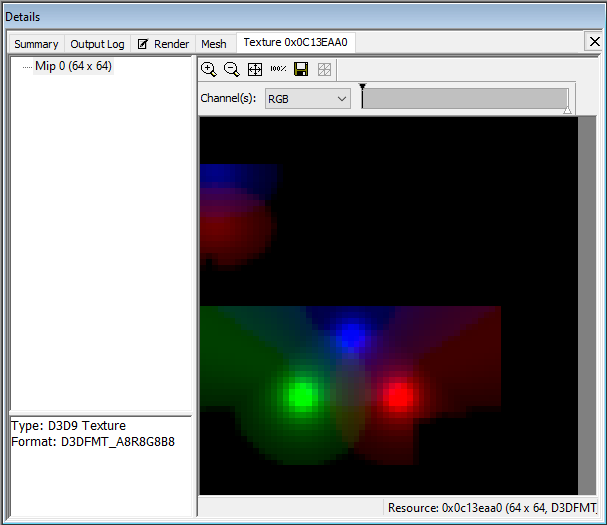 Details
Summary Output Log Render Mesh Texture 0x0C13EAA0
Mip 0 (64 x 64)
100%
Channel(s): RGB
Type: D3D9 Texture
Format: D3DFMT_A8R8G8B8
Resource: 0x0c13eaa0 (64 x 64, D3DFMT_